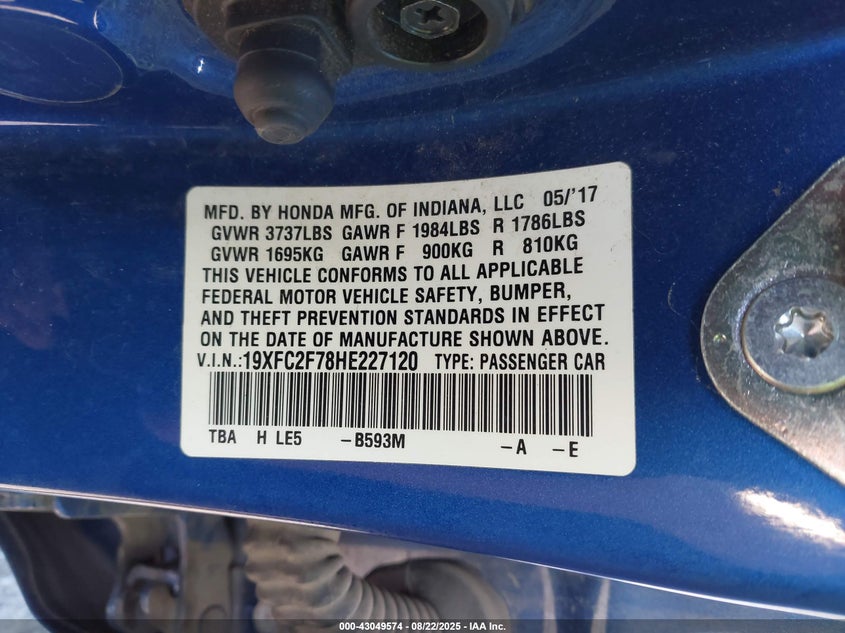 MFD. BY HONDA MFG. OF INDIANA, LLC 05/'17
GVWR 3737LBS GAWR F 1984LBS R 1786LBS
GVWR 1695KG GAWR F 900KG R 810KG
THIS VEHICLE CONFORMS TO ALL APPLICABLE
FEDERAL MOTOR VEHICLE SAFETY, BUMPER,
AND THEFT PREVENTION STANDARDS IN EFFECT
ON THE DATE OF MANUFACTURE SHOWN ABOVE.
V.I.N.:19XFC2F78HE227120 TYPE: PASSENGER CAR
TBA H LE5 -B593M -A -E
000-43049574 - 08/22/2025 - IAA Inc.